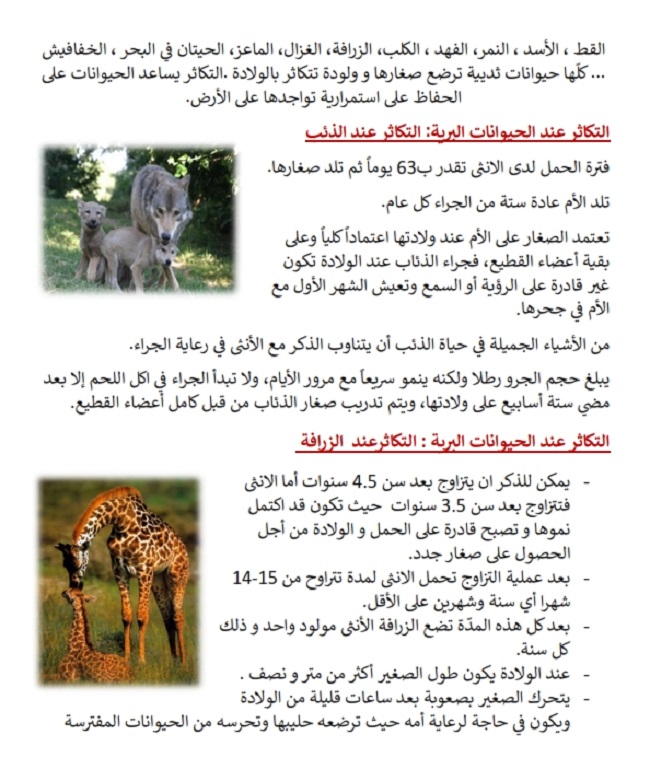 القط ، الأسد ، النمر، الفهد ، الكلب، الزرافة، الغزال، الماعز، الحيتان في البحر ، الخفافيش
... كلّها حيوانات ثديية ترضع صغارها و ولودة تتكاثر بالولادة .التكاثر يساعد الحيوانات على
الحفاظ على استمرارية تواجدها على الأرض.
التكاثر عند الحيوانات البرية: التكاثر عند الذئب
فترة الحمل لدى الانثى تقدر ب63 يوماً ثم تلد صغارها.
تلد الأم عادة ستة من الجراء كل عام.
تعتمد الصغار على الأم عند ولادتها اعتماداً كلياً وعلى
بقية أعضاء القطيع، فجراء الذئاب عند الولادة تكون
غير قادرة على الرؤية أو السمع وتعيش الشهر الأول مع
الأم في جحرها.
من الأشياء الجميلة في حياة الذئب أن يتناوب الذكر مع الأنثى في رعاية الجراء.
يبلغ حجم الجرو رطلا ولكنه ينمو سريعاً مع مرور الأيام، ولا تبدأ الجراء في اكل اللحم إلا بعد
مضي ستة أسابيع على ولادتها، ويتم تدريب صغار الذئاب من قبل كامل أعضاء القطيع.
التكاثر عند الحيوانات البرية : التكاثرعند الزرافة
- يمكن للذكر ان يتزاوج بعد سن 4.5 سنوات أما الانثى
فتتزاوج بعد سن 3.5 سنوات حيث تكون قد اكتمل
نموها و تصبح قادرة على الحمل و الولادة من أجل
الحصول على صغار جدد.
- بعد عملية التزاوج تحمل الانثى لمدة تتراوح من 15-14
شهرا أي سنة وشهرين على الأقل.
- بعد كل هذه المدّة تضع الزرافة الأنثى مولود واحد و ذلك
كل سنة.
- عند الولادة يكون طول الصغير أكثر من متر و نصف .
- يتحرك الصغير بصعوبة بعد ساعات قليلة من الولادة
ويكون في حاجة لرعاية أمه حيث ترضعه حليبها وتحرسه من الحيوانات المفترسة